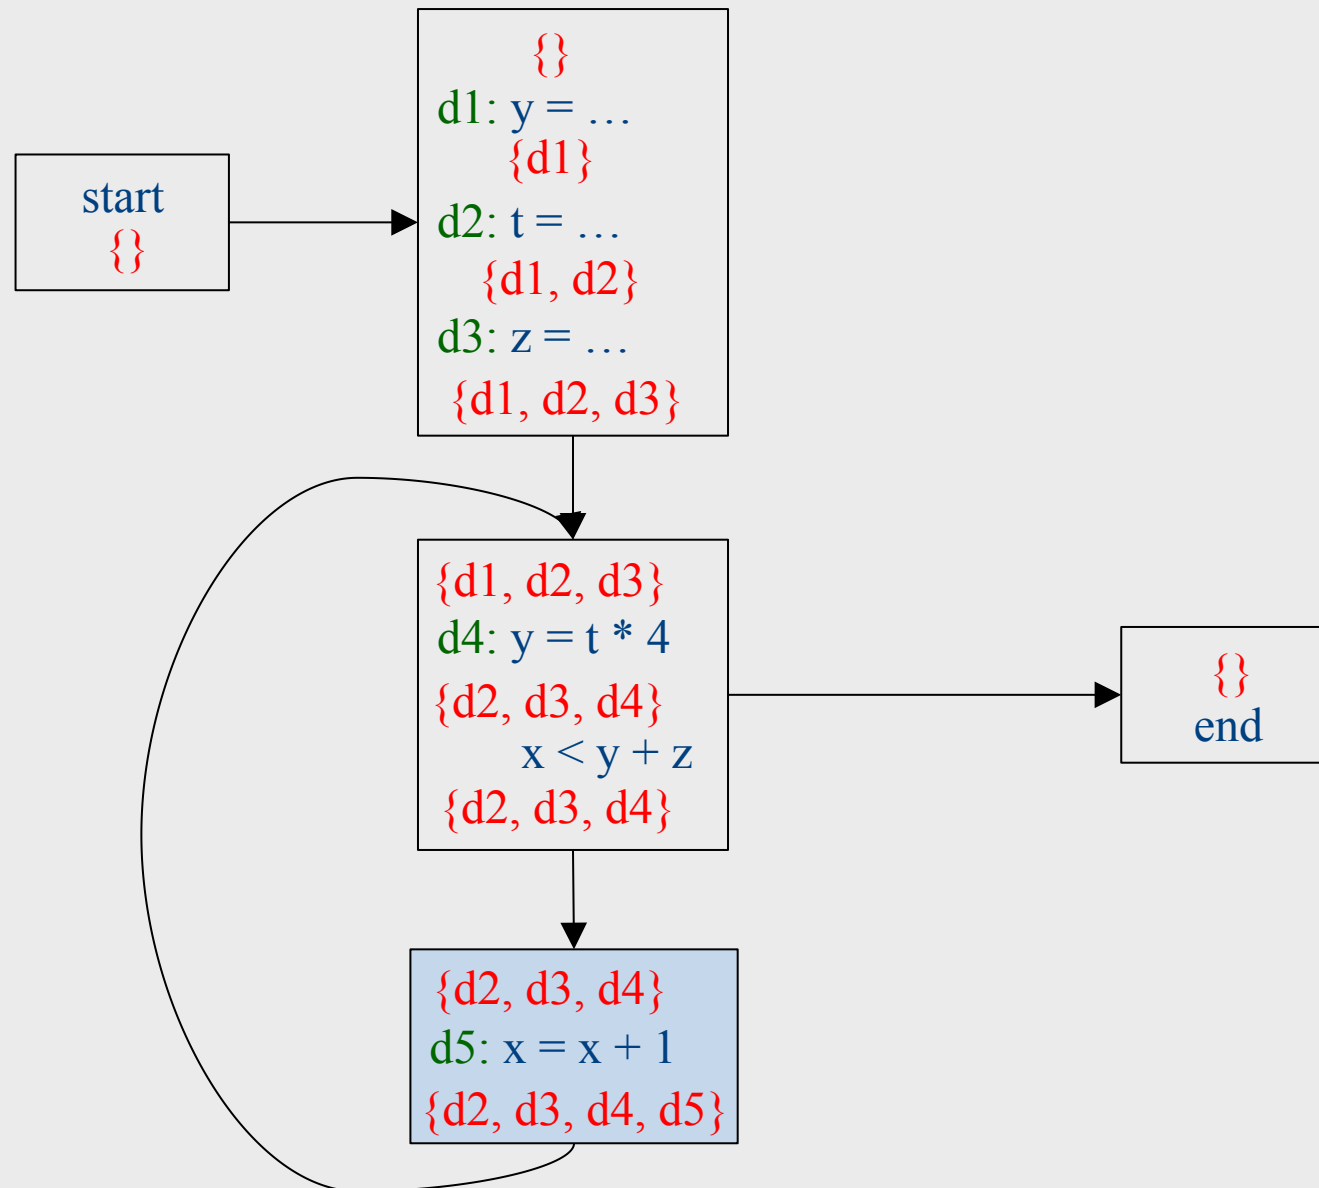 start
{}
{}
d1: y = …
{d1}
d2: t = …
{d1, d2}
d3: z = …
{d1, d2, d3}
{d1, d2, d3}
d4: y = t * 4
{d2, d3, d4}
x < y + z
{d2, d3, d4}
{}
end
{d2, d3, d4}
d5: x = x + 1
{d2, d3, d4, d5}